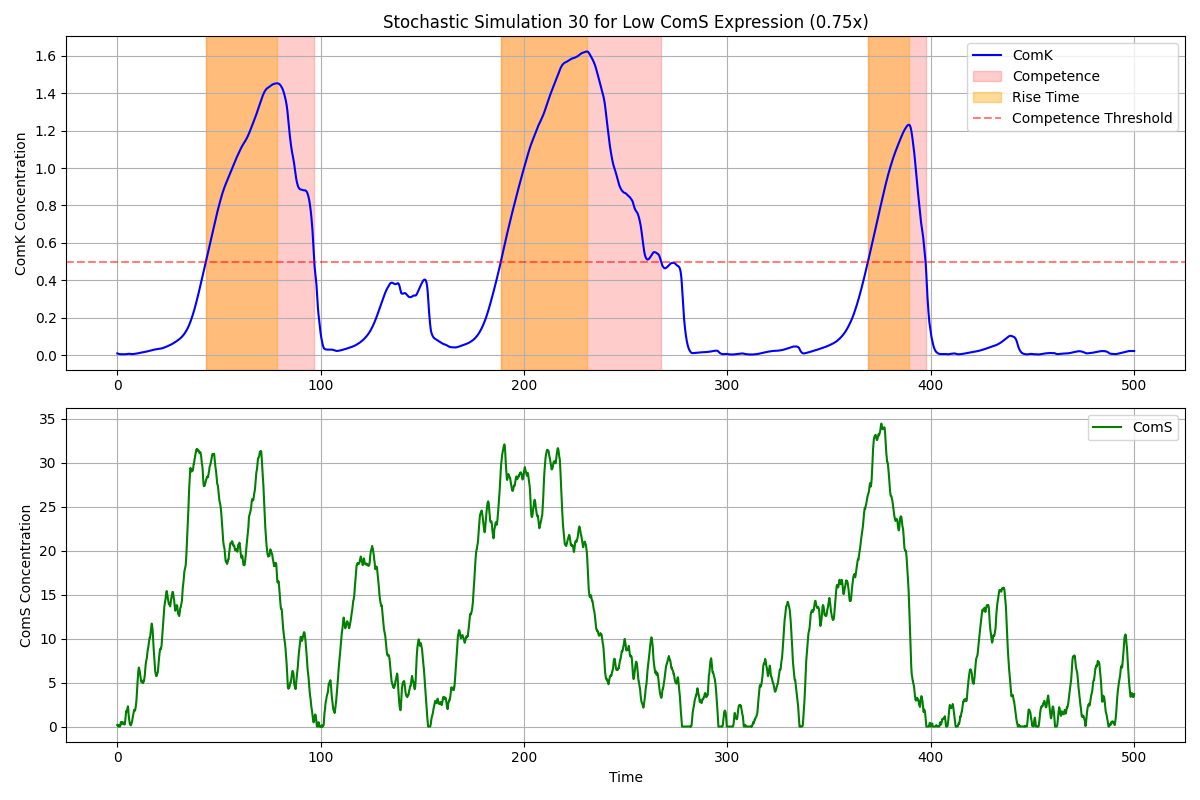 Stochastic Simulation 30 for Low ComS Expression (0.75x)
ComK Concentration
1.6
1.4
1.2
1.0
0.8
0.6
0.4
0.2
0.0
ComK
Competence
Rise Time
Competence Threshold
0 100 200 300 400 500
ComS Concentration
35
30
25
20
15
10
5
0
ComS
0 100 200 300 400 500
Time